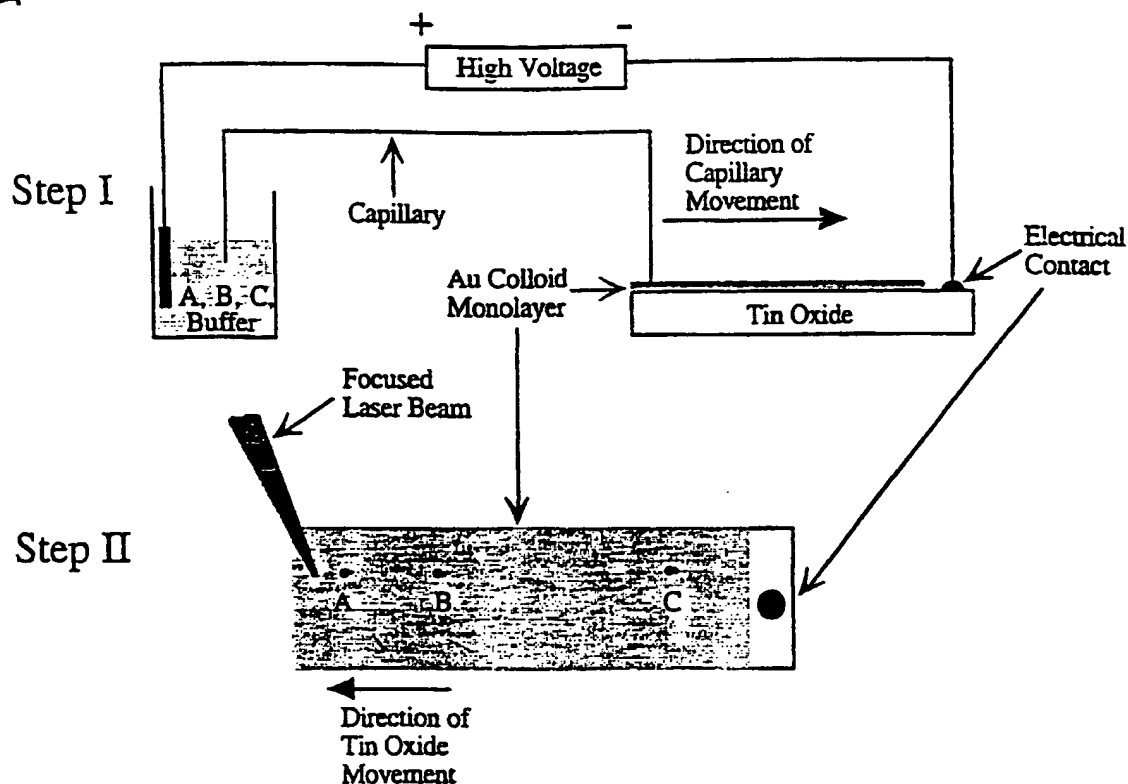 + -
High Voltage
Step I
Capillary
Direction of
Capillary
Movement
Electrical
Contact
A, B, C,
Buffer
Au Colloid
Monolayer
Tin Oxide
Focused
Laser Beam
Step II
A B C
Direction of
Tin Oxide
Movement